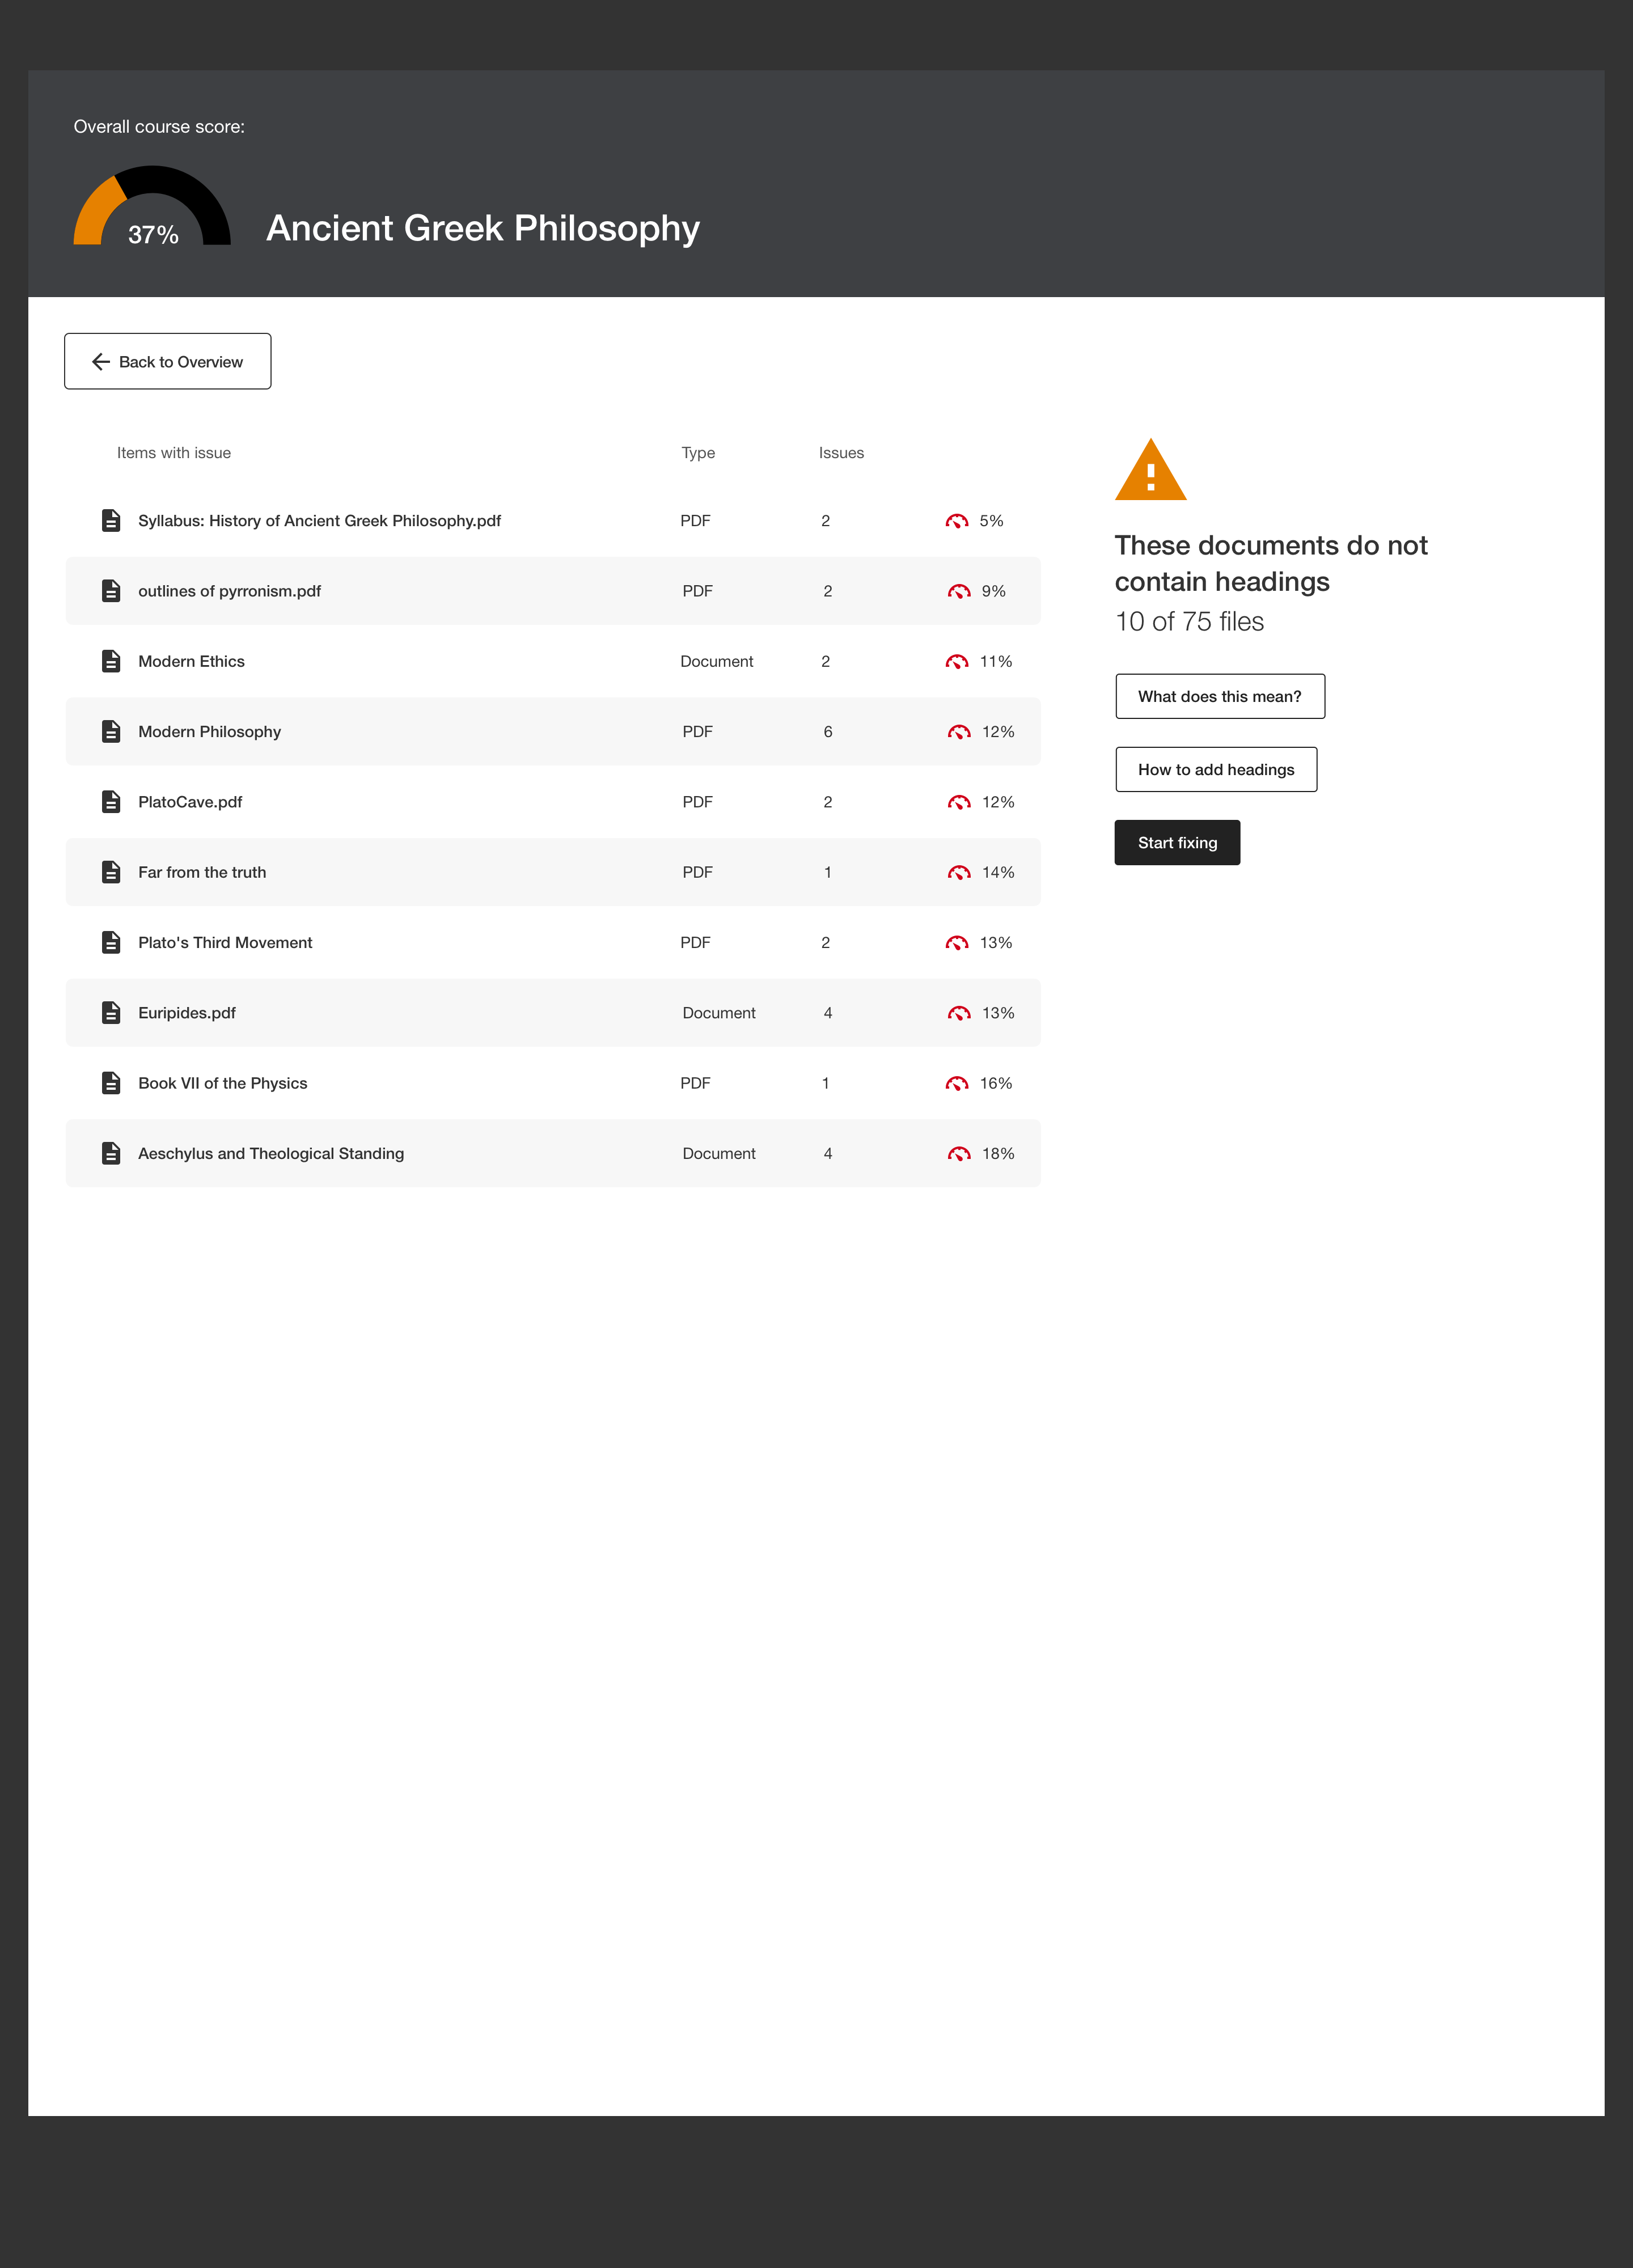 Overall course score:
37%
Ancient Greek Philosophy
Back to Overview
Items with issue Type Issues
Syllabus: History of Ancient Greek Philosophy.pdf PDF 2 5%
outlines of pyrronism.pdf PDF 2 9%
Modern Ethics Document 2 11%
Modern Philosophy PDF 6 12%
PlatoCave.pdf PDF 2 12%
Far from the truth PDF 1 14%
Plato's Third Movement PDF 2 13%
Euripides.pdf Document 4 13%
Book VII of the Physics PDF 1 16%
Aeschylus and Theological Standing Document 4 18%
These documents do not
contain headings
10 of 75 files
What does this mean?
How to add headings
Start fixing